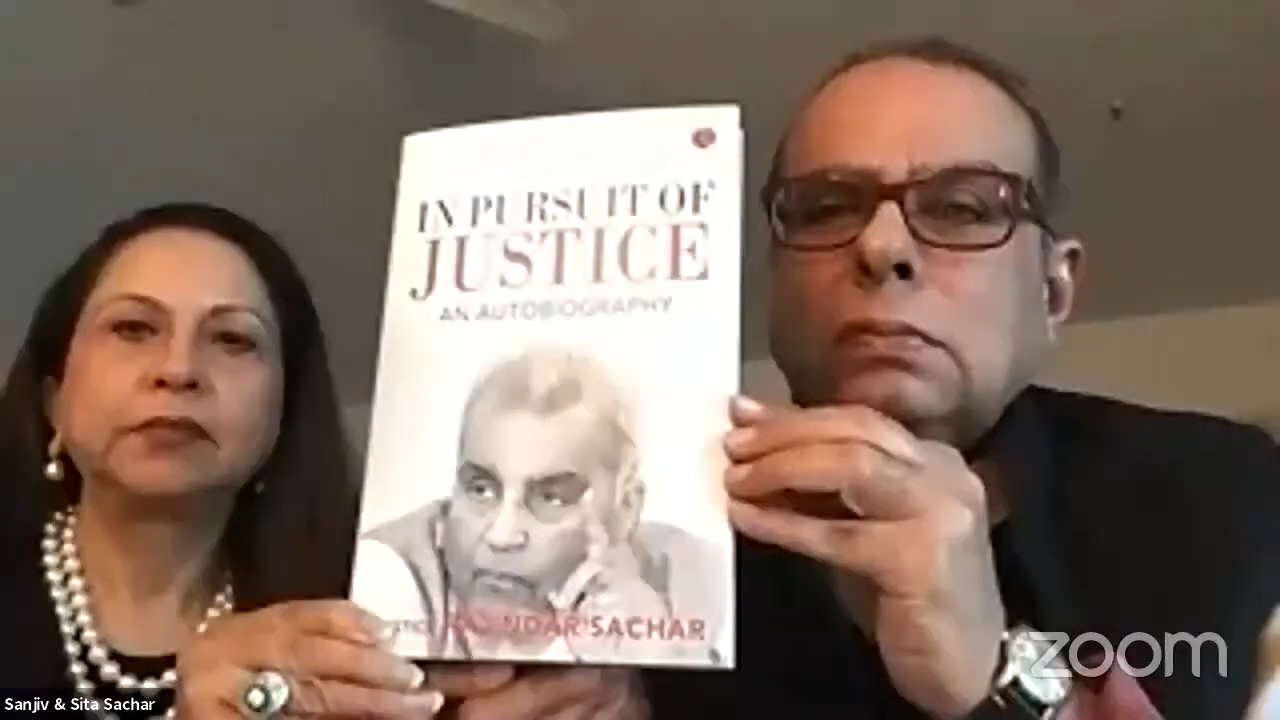 IN PURSUIT OF
JUSTICE
AN AUTOBIOGRAPHY
SACHAR
zoom
Sanjiv & Sita Sachar